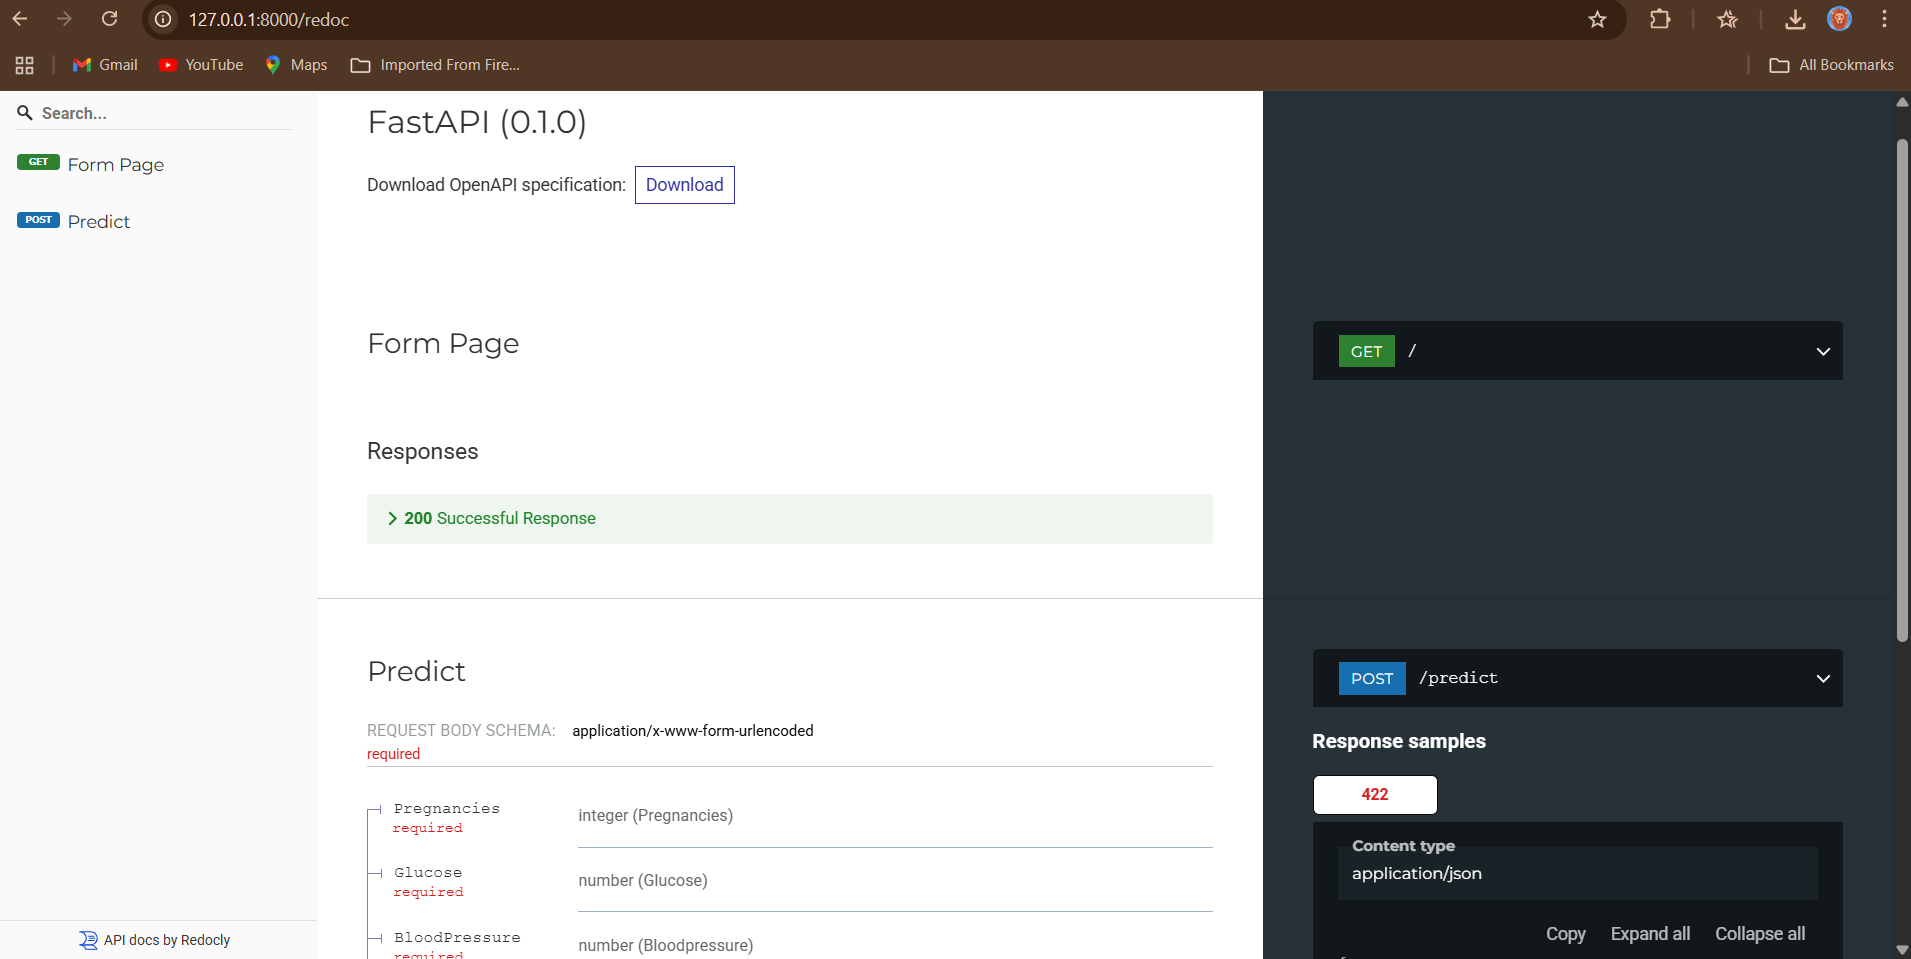 127.0.0.1:8000/redoc
Gmail
YouTube
Maps
Imported From Fire...
All Bookmarks
Search...
GET Form Page
POST Predict
API docs by Redocly
FastAPI (0.1.0)
Download OpenAPI specification: Download
Form Page
GET /
Responses
200 Successful Response
Predict
POST /predict
REQUEST BODY SCHEMA: application/x-www-form-urlencoded
required
Pregnancies
required
integer (Pregnancies)
Glucose
required
number (Glucose)
BloodPressure
required
number (Bloodpressure)
Response samples
422
Content type
application/json
Copy Expand all Collapse all